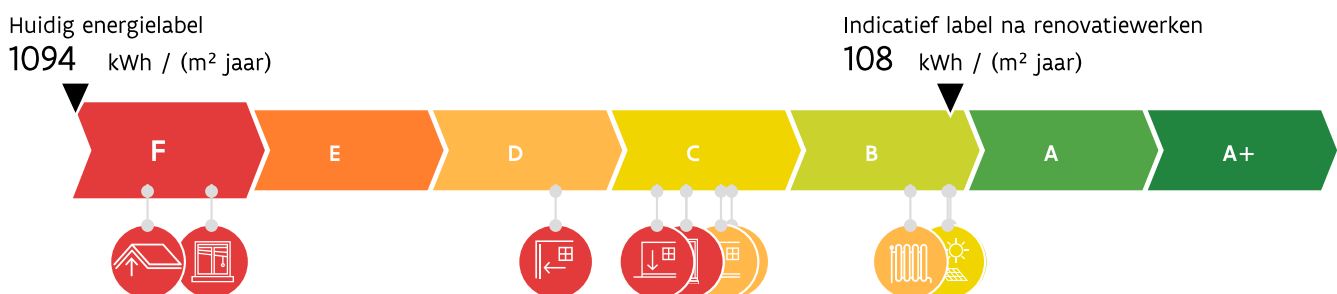 Huidig energielabel
1094 kWh / (m² jaar)
Indicatief label na renovatiewerken
108 kWh / (m² jaar)
F E D C B A A+